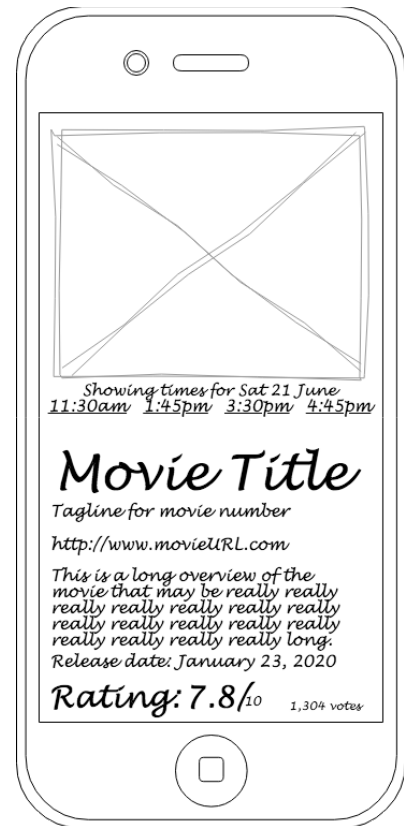 Showing times for Sat 21 June
11:30am 1:45pm 3:30pm 4:45pm
Movie Title
Tagline for movie number
http://www.movieURL.com
This is a long overview of the
movie that may be really really
really really really really really
really really really really really
really really really really long.
Release date: January 23, 2020
Rating: 7.8/10 1,304 votes